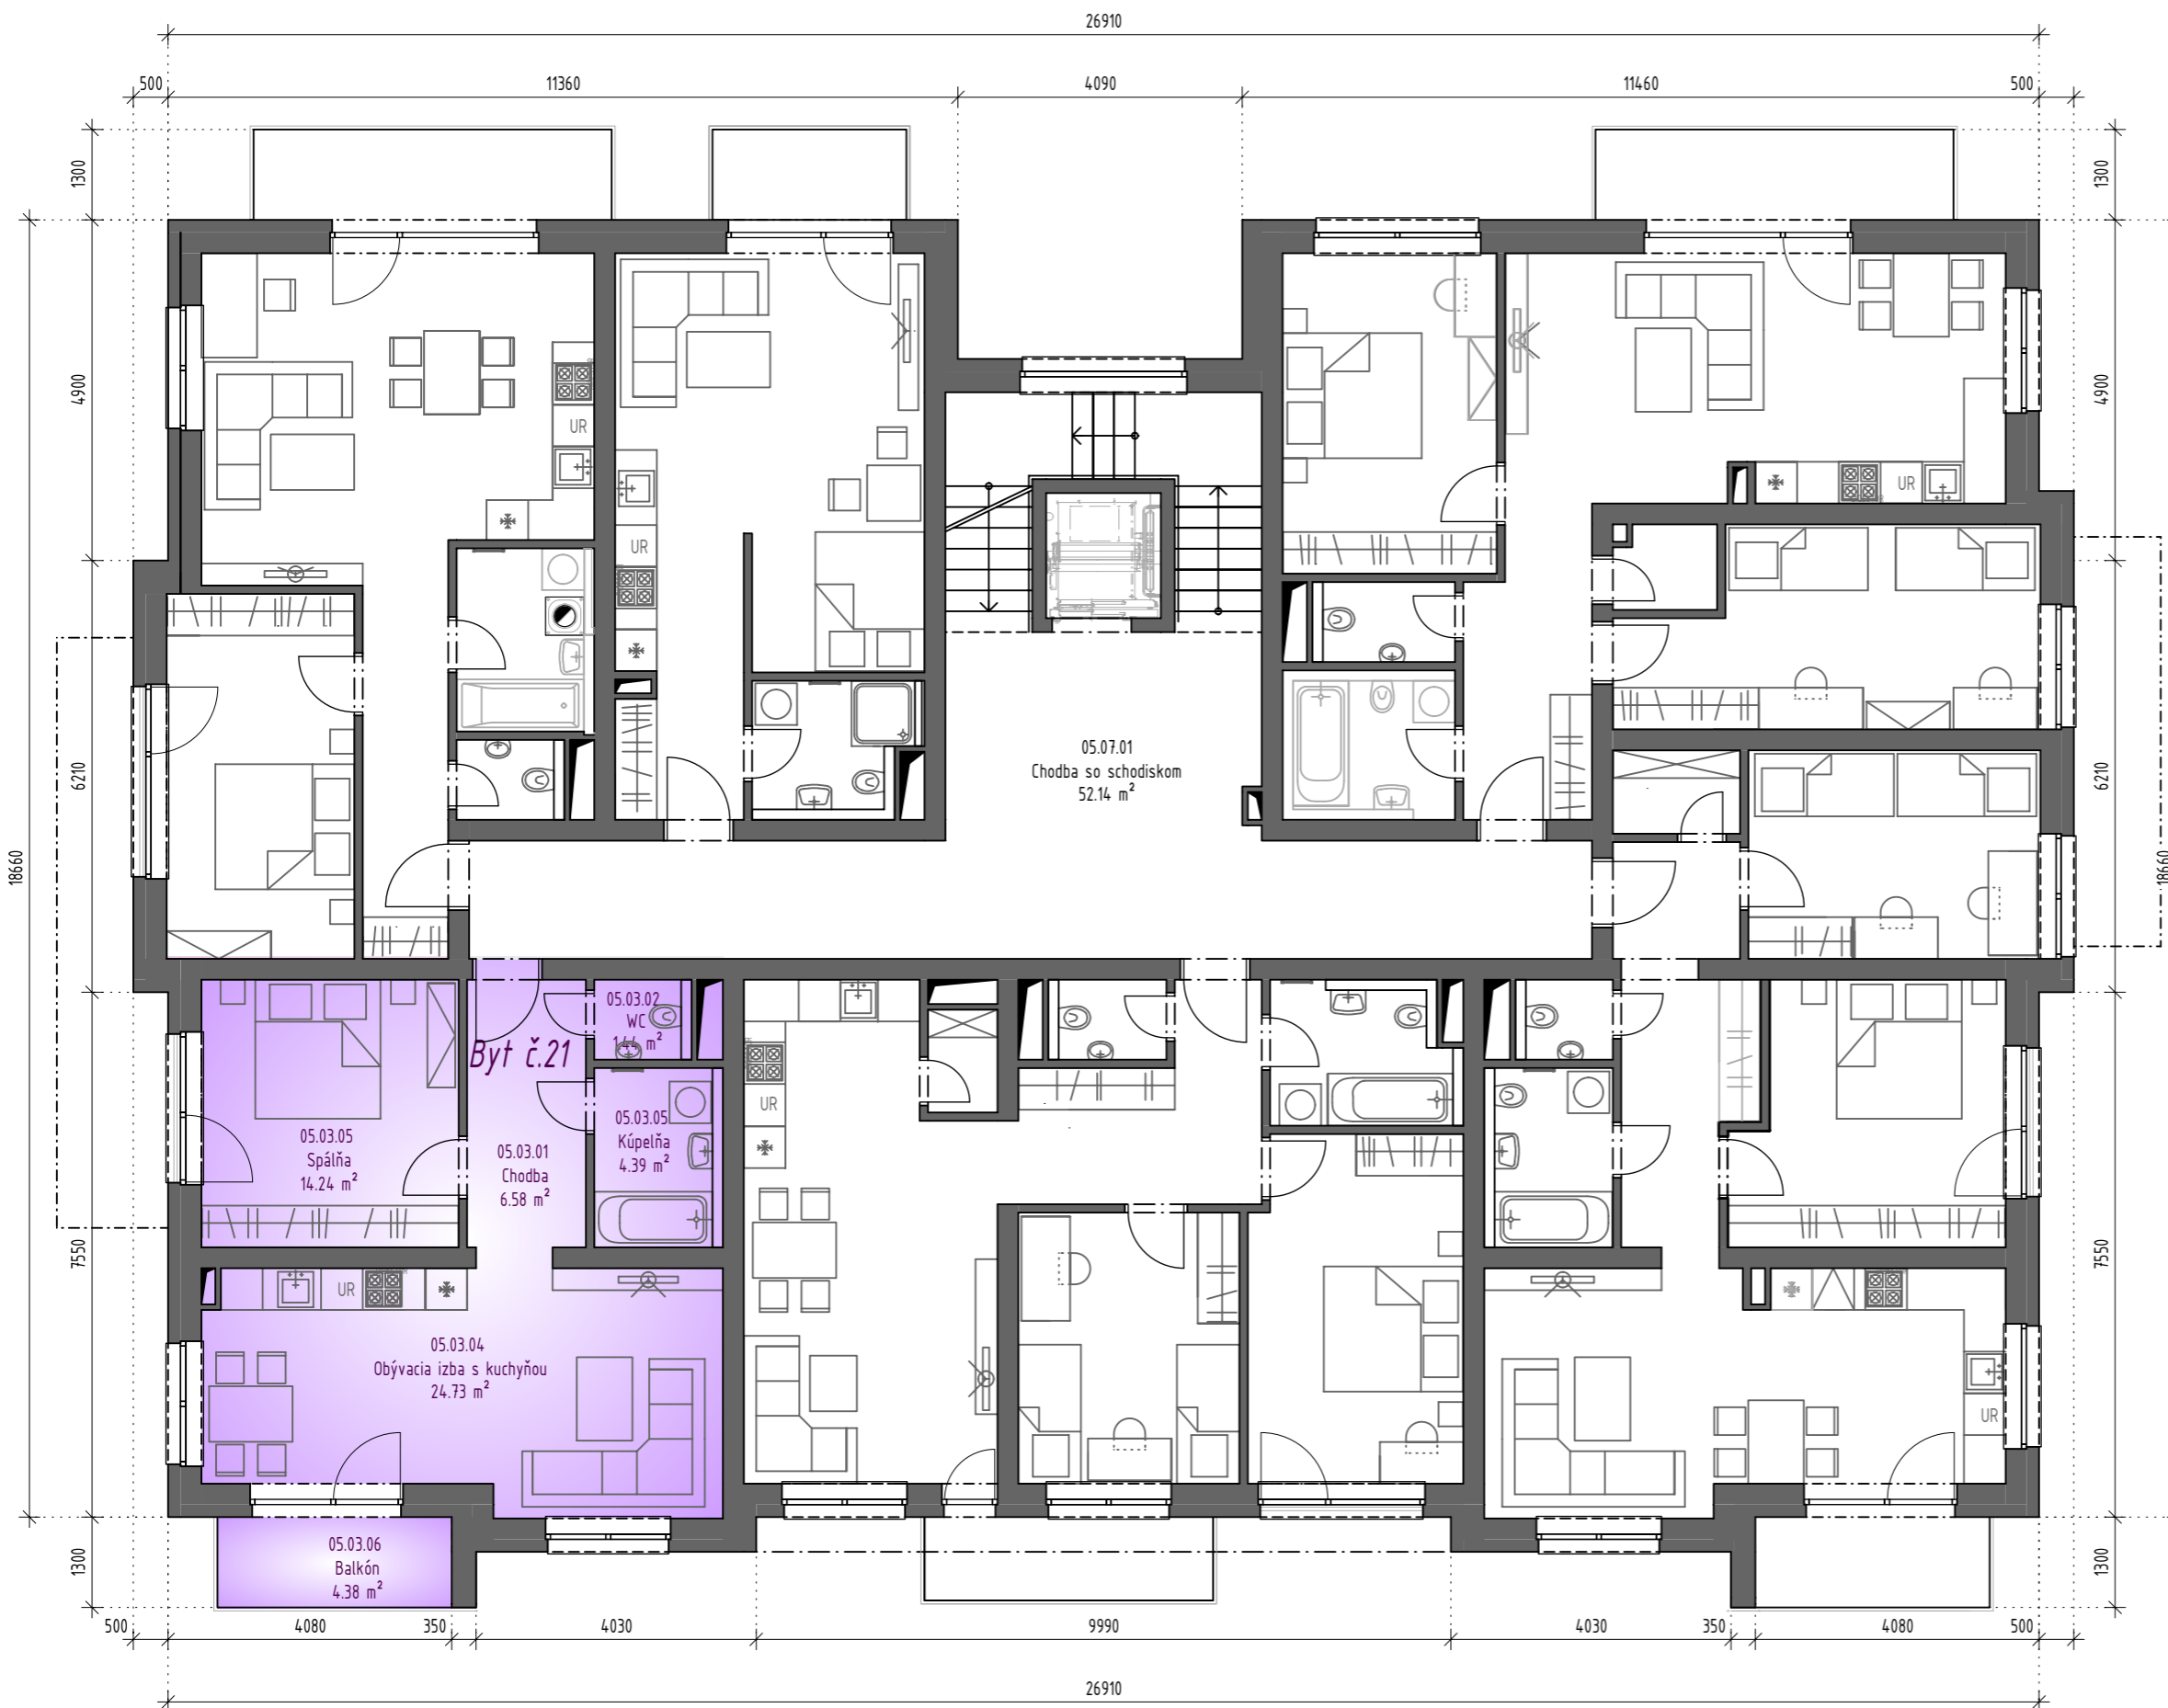 26910
500
11360
4090
11460
500
1300
1300
4900
4900
UR
UR
UR
05.07.01
Chodba so schodiskom
52.14 m²
6210
6210
18660
18660
05.03.02
WC
m²
Byt č.21
UR
05.03.05
Kúpelňa
4.39 m²
05.03.05
Spálňa
14.24 m²
05.03.01
Chodba
6.58 m²
7550
7550
UR
05.03.04
Obývacia izba s kuchyňou
24.73 m²
UR
05.03.06
Balkón
4.38 m²
1300
1300
500
4080
350
4030
9990
4030
350
4080
500
26910